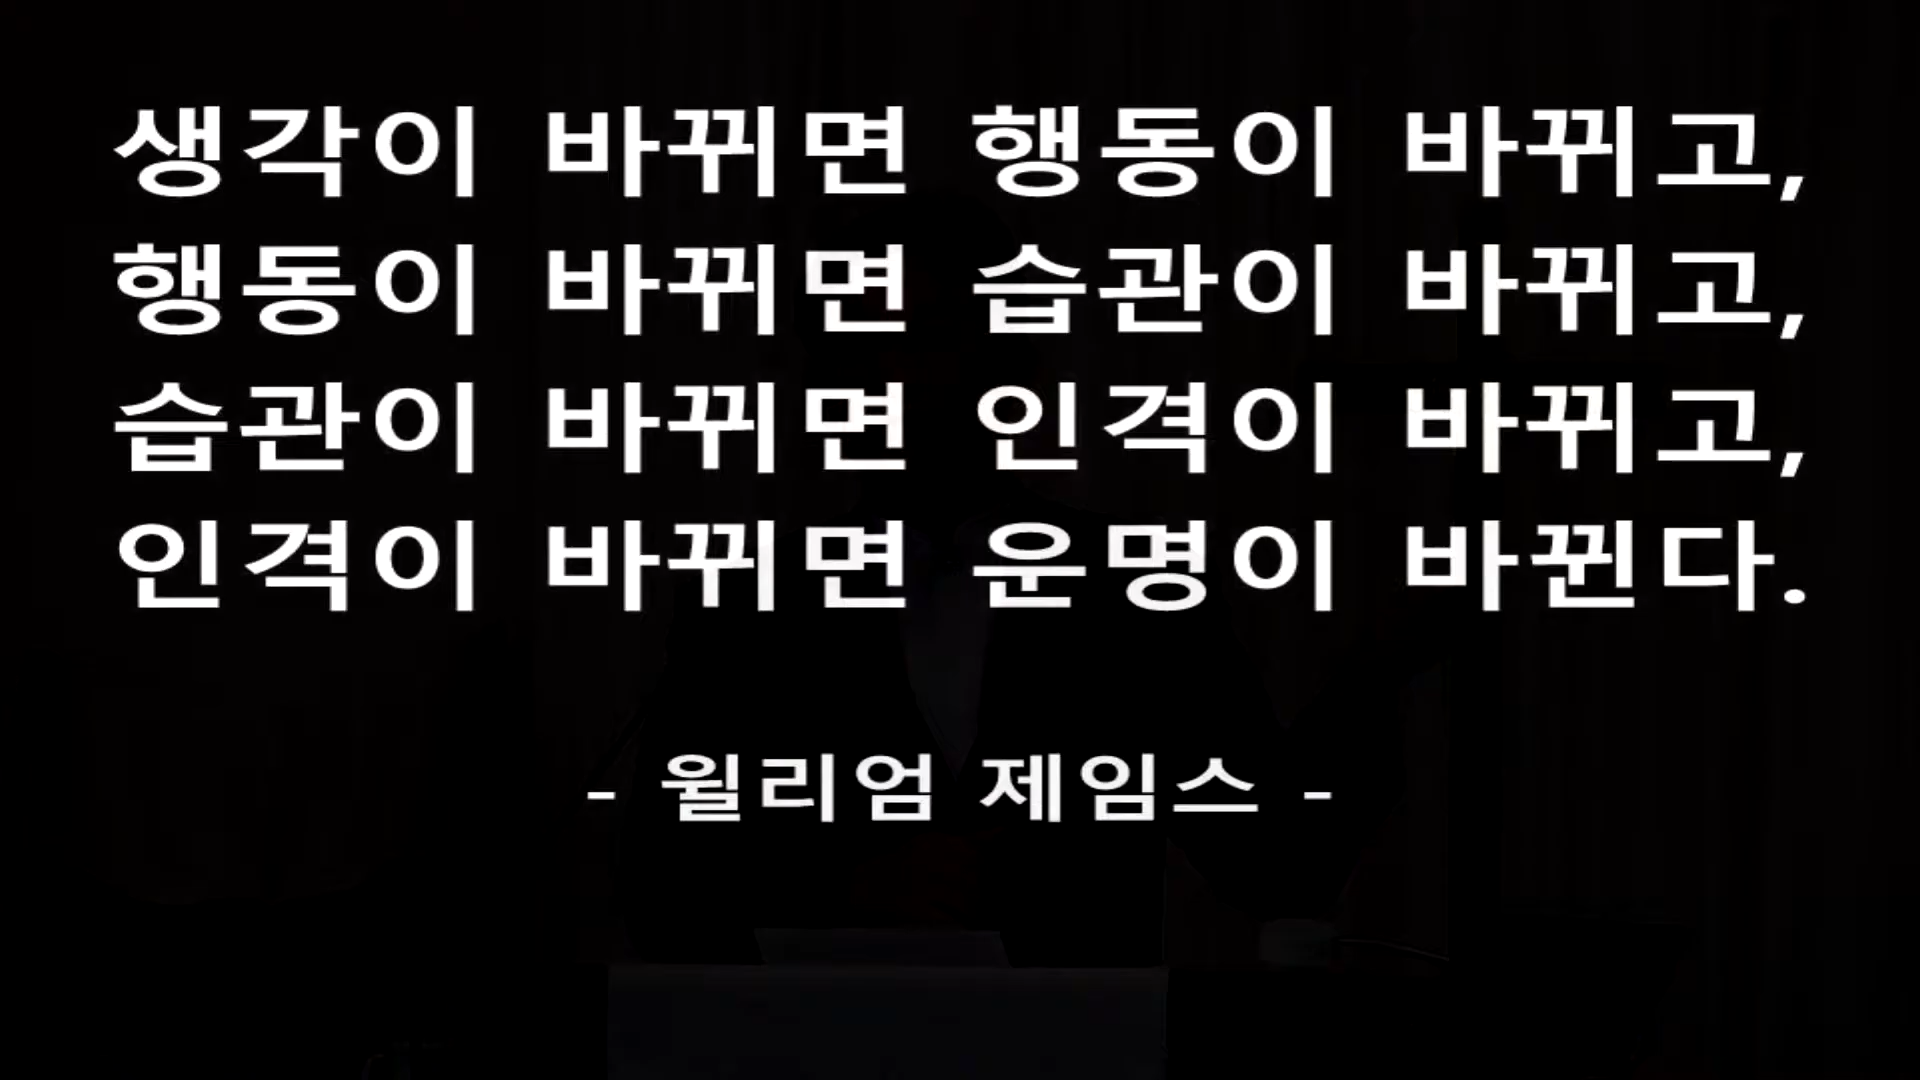 생각이 바뀌면 행동이 바뀌고,
행동이 바뀌면 습관이 바뀌고,
습관이 바뀌면 인격이 바뀌고,
인격이 바뀌면 운명이 바뀐다.
- 윌리엄 제임스 -